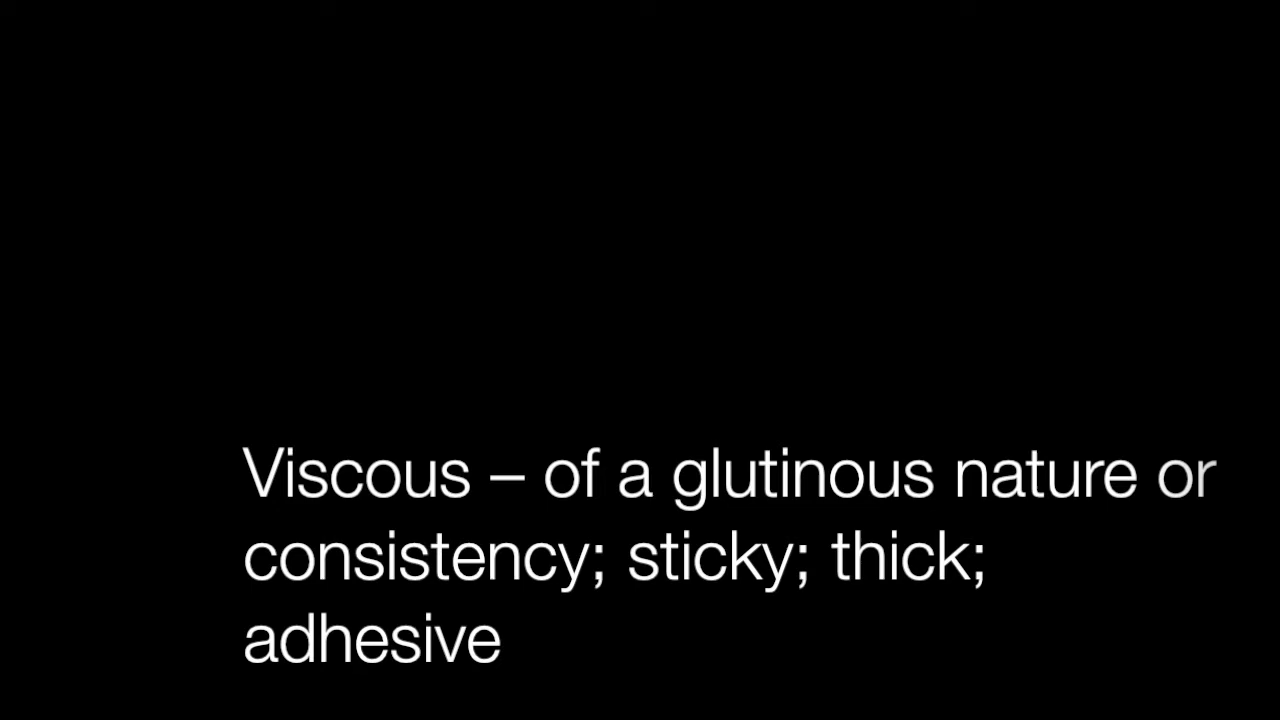 Viscous – of a glutinous nature or
consistency; sticky; thick;
adhesive